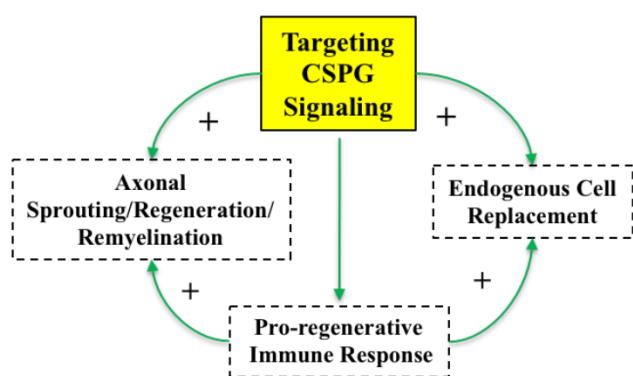 Targeting
CSPG
Signaling
+
+
Axonal
Sprouting/Regeneration/
Remyelination
Endogenous Cell
Replacement
+
+
Pro-regenerative
Immune Response